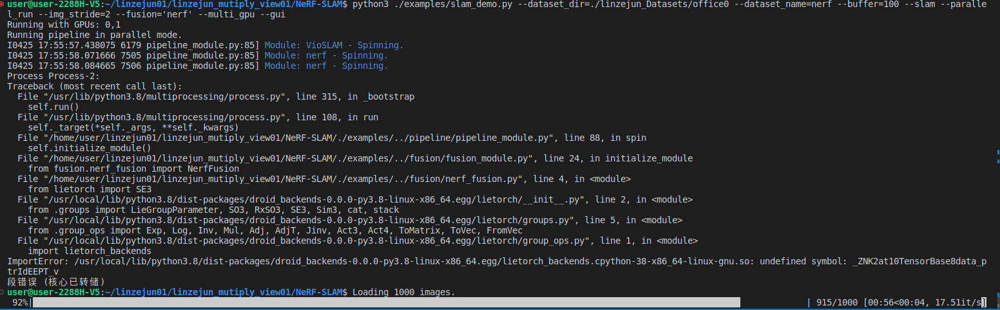 user@user-2288H-V5:~/linzejun01/linzejun_mutiply_view01/NeRF-SLAM$ python3 ./examples/slam_demo.py --dataset_dir=./linzejun_Datasets/office0 --dataset_name=nerf --buffer=100 --slam --paralle
l_run --img_stride=2 --fusion='nerf' --multi_gpu --gui
Running with GPUs: 0,1
Running pipeline in parallel mode.
I0425 17:55:57.438075 6179 pipeline_module.py:85] Module: VioSLAM - Spinning.
I0425 17:55:58.071666 7505 pipeline_module.py:85] Module: nerf - Spinning.
I0425 17:55:58.084665 7506 pipeline_module.py:85] Module: nerf - Spinning.
Process Process-2:
Traceback (most recent call last):
  File "/usr/lib/python3.8/multiprocessing/process.py", line 315, in _bootstrap
    self.run()
  File "/usr/lib/python3.8/multiprocessing/process.py", line 108, in run
    self._target(*self._args, **self._kwargs)
  File "/home/user/linzejun01/linzejun_mutiply_view01/NeRF-SLAM/./examples/../pipeline/pipeline_module.py", line 88, in spin
    self.initialize_module()
  File "/home/user/linzejun01/linzejun_mutiply_view01/NeRF-SLAM/./examples/../fusion/fusion_module.py", line 24, in initialize_module
    from fusion.nerf_fusion import NerfFusion
  File "/home/user/linzejun01/linzejun_mutiply_view01/NeRF-SLAM/./examples/../fusion/nerf_fusion.py", line 4, in <module>
    from lietorch import SE3
  File "/usr/local/lib/python3.8/dist-packages/droid_backends-0.0.0-py3.8-linux-x86_64.egg/lietorch/__init__.py", line 2, in <module>
    from .groups import LieGroupParameter, SO3, RxSO3, SE3, Sim3, cat, stack
  File "/usr/local/lib/python3.8/dist-packages/droid_backends-0.0.0-py3.8-linux-x86_64.egg/lietorch/groups.py", line 5, in <module>
    from .group_ops import Exp, Log, Inv, Mul, Adj, AdjT, Jinv, Act3, Act4, ToMatrix, ToVec, FromVec
  File "/usr/local/lib/python3.8/dist-packages/droid_backends-0.0.0-py3.8-linux-x86_64.egg/lietorch/group_ops.py", line 1, in <module>
    import lietorch_backends
ImportError: /usr/local/lib/python3.8/dist-packages/droid_backends-0.0.0-py3.8-linux-x86_64.egg/lietorch_backends.cpython-38-x86_64-linux-gnu.so: undefined symbol: _ZNK2at10TensorBase8data_p
trIdEEPT_v
段错误 (核心已转储)
user@user-2288H-V5:~/linzejun01/linzejun_mutiply_view01/NeRF-SLAM$ Loading 1000 images.
 92%| | 915/1000 [00:56<00:04, 17.51it/s]